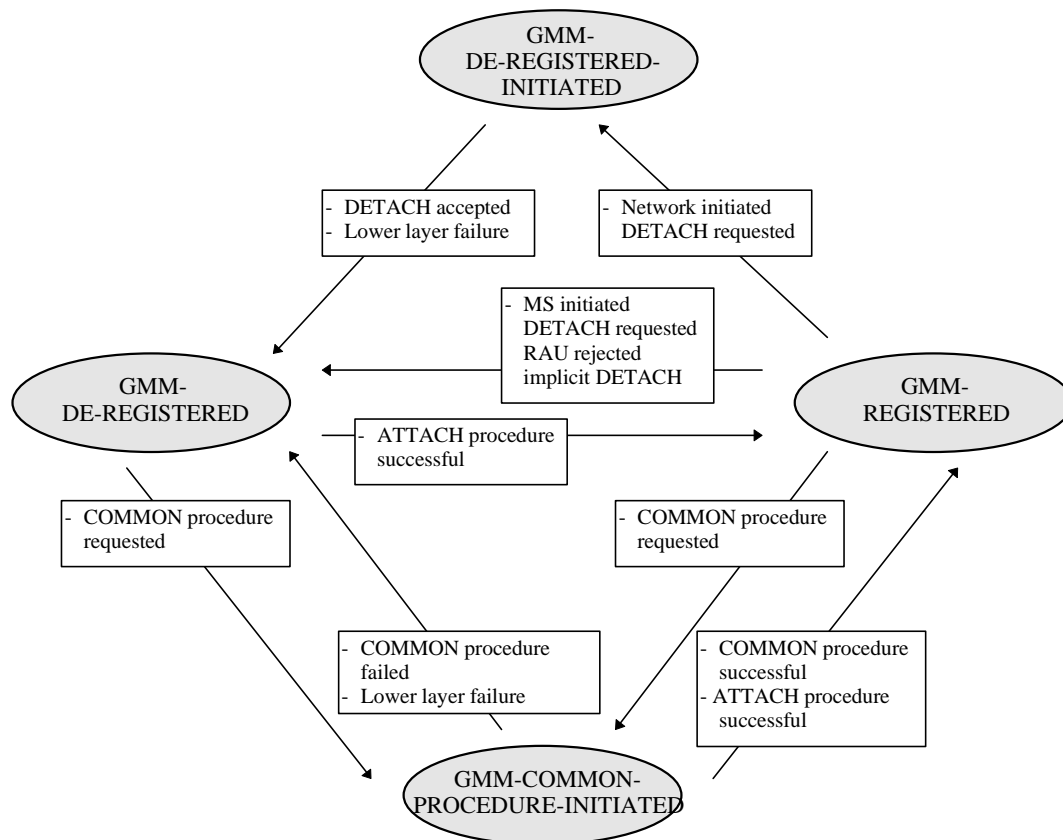 GMM-
DE-REGISTERED-
INITIATED
- DETACH accepted
- Lower layer failure
- Network initiated
DETACH requested
- MS initiated
DETACH requested
RAU rejected
implicit DETACH
GMM-
DE-REGISTERED
GMM-
REGISTERED
- ATTACH procedure
successful
- COMMON procedure
requested
- COMMON procedure
requested
- COMMON procedure
failed
- Lower layer failure
- COMMON procedure
successful
- ATTACH procedure
successful
GMM-COMMON-
PROCEDURE-INITIATED